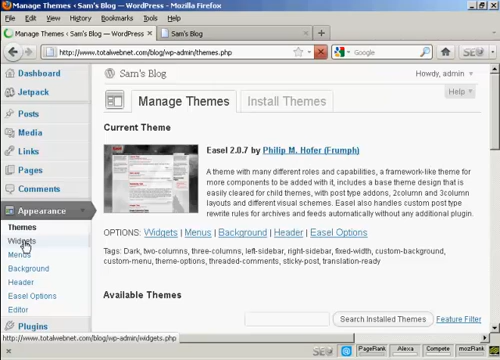 Manage Themes ‹ Sam's Blog — WordPress - Mozilla Firefox
File Edit View History Bookmarks Tools Help
Manage Themes ‹ Sam's Blog — WordPress
Sam's Blog
http://www.totalwebnet.com/blog/wp-admin/themes.php
Google
Dashboard
Jetpack
Posts
Media
Links
Pages
Comments
Appearance
Themes
Widgets
Menus
Background
Header
Easel Options
Editor
Plugins
Sam's Blog
Howdy, admin
Help
Manage Themes
Install Themes
Current Theme
Easel 2.0.7 by Philip M. Hofer (Frumph)
A theme with many different roles and capabilities, a framework-like theme for
more components to be added with it, includes a base theme design that is
easily cleared for child themes, with post type addons, 2column and 3column
layouts and different visual schemes. Easel also handles custom post type
rewrite rules for archives and feeds automatically without any additional plugin.
OPTIONS: Widgets | Menus | Background | Header | Easel Options
Tags: Dark, two-columns, three-columns, left-sidebar, right-sidebar, fixed-width, custom-background,
custom-menu, theme-options, threaded-comments, sticky-post, translation-ready
Available Themes
Search Installed Themes
Feature Filter
http://www.totalwebnet.com/blog/wp-admin/widgets.php
PageRank
Alexa
Compete
mozRank